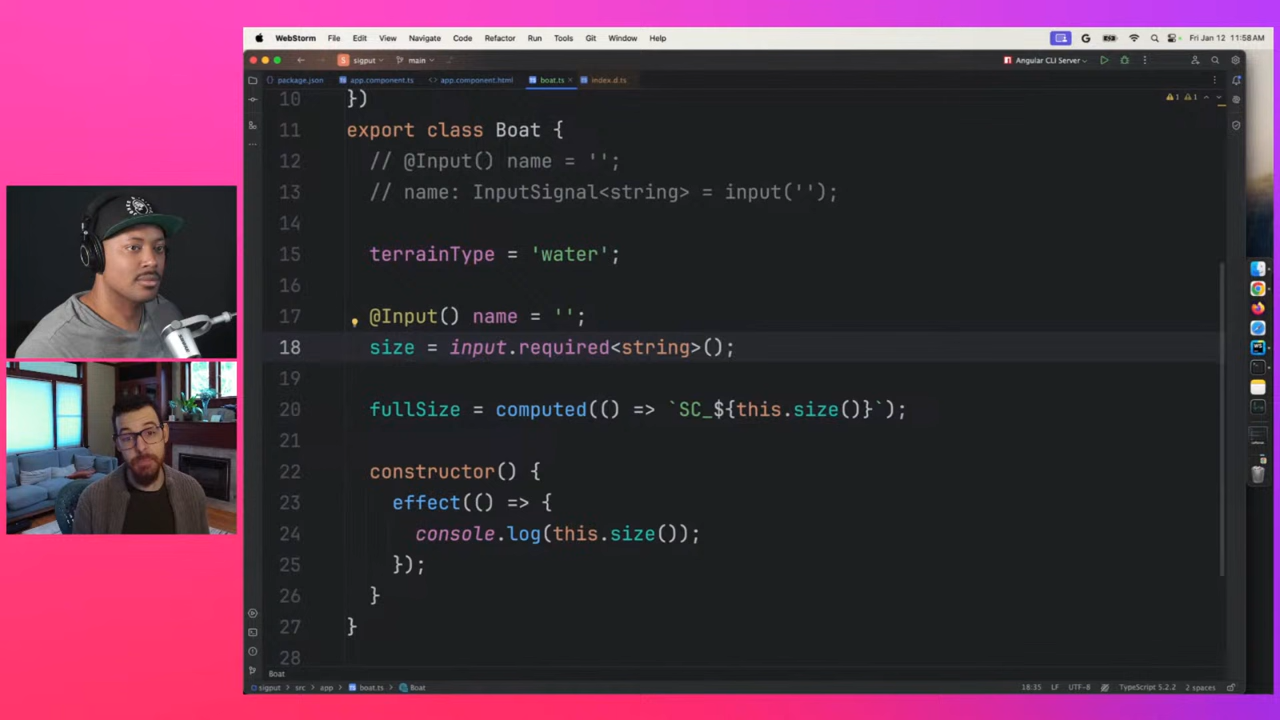 WebStorm File Edit View Navigate Code Refactor Run Tools Git Window Help Fri Jan 12 11:58 AM
S sigput main Angular CLI Server
package.json app.component.ts app.component.html boat.ts index.d.ts
10 })
11 export class Boat {
12 // @Input() name = '';
13 // name: InputSignal<string> = input('');
14
15 terrainType = 'water';
16
17 @Input() name = '';
18 size = input.required<string>();
19
20 fullSize = computed(() => `SC_${this.size()}`);
21
22 constructor() {
23 effect(() => {
24 console.log(this.size());
25 });
26 }
27 }
28
Boat
sigput > src > app > boat.ts > Boat 18:35 LF UTF-8 TypeScript 5.2.2 2 spaces